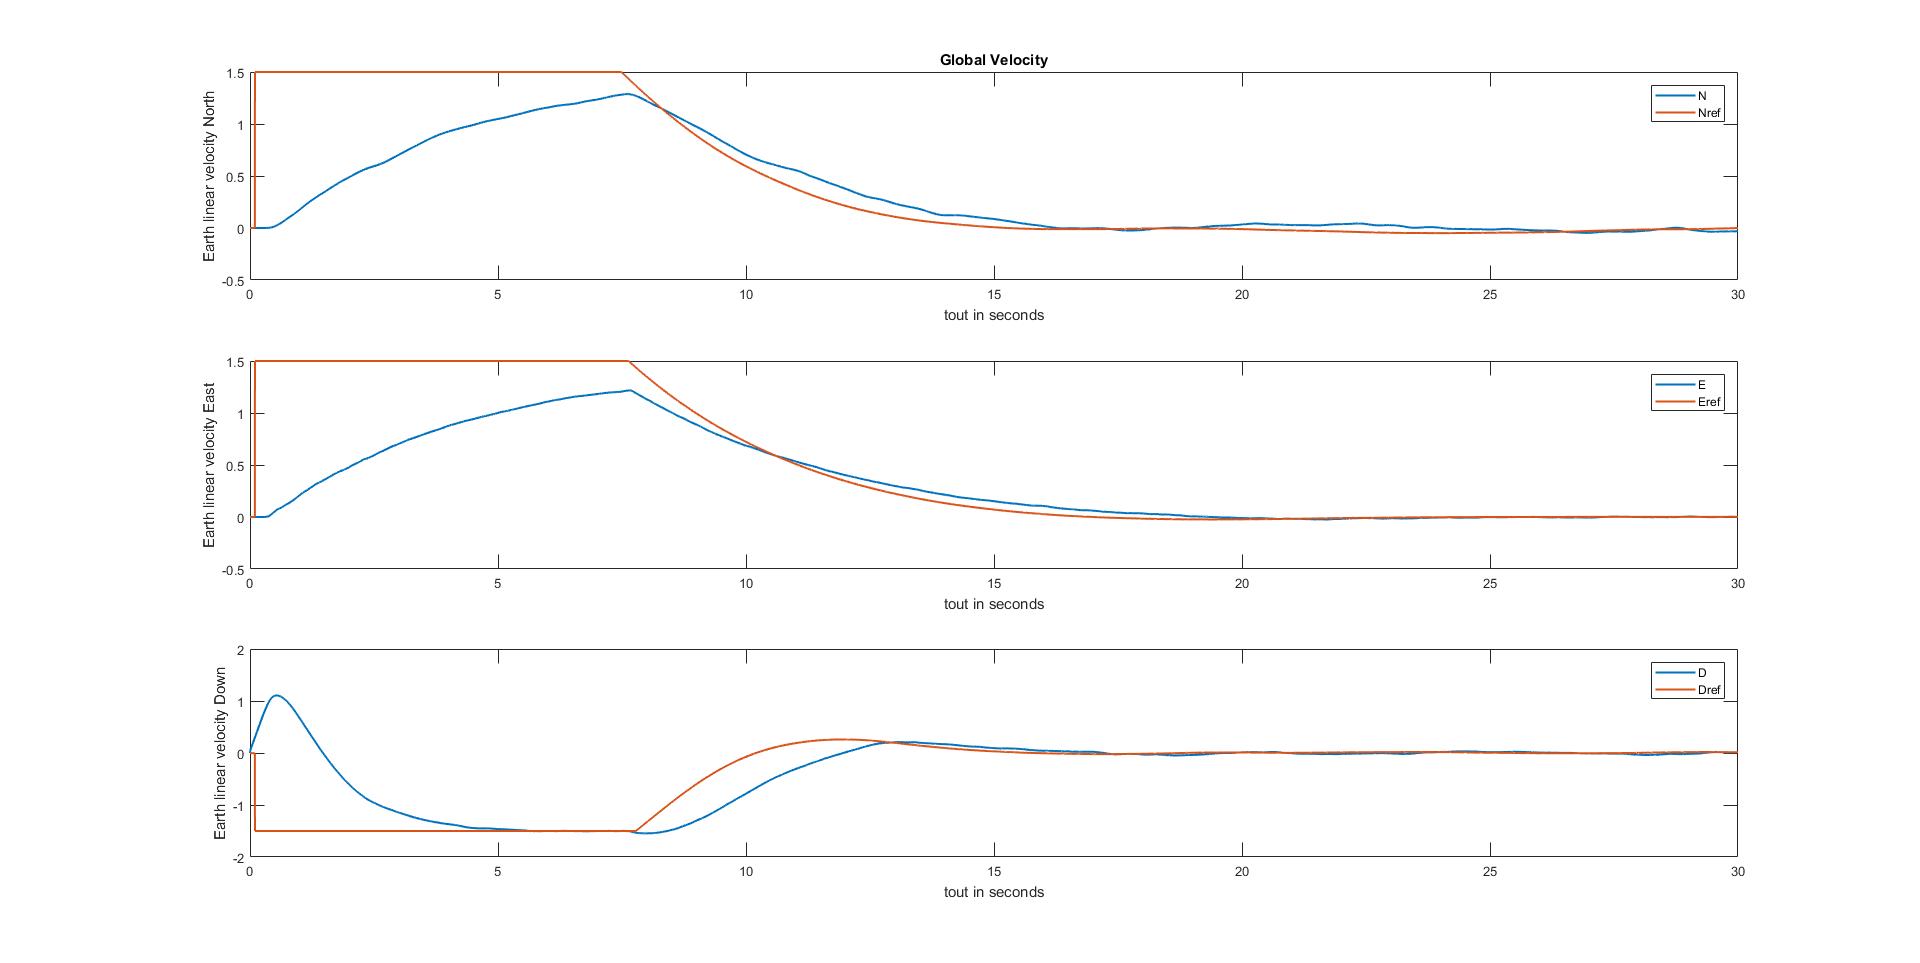 Global Velocity
Earth linear velocity North
1.5
1
0.5
0
-0.5
0 5 10 15 20 25 30
tout in seconds
N
Nref
Earth linear velocity East
1.5
1
0.5
0
-0.5
0 5 10 15 20 25 30
tout in seconds
E
Eref
Earth linear velocity Down
2
1
0
-1
-2
0 5 10 15 20 25 30
tout in seconds
D
Dref